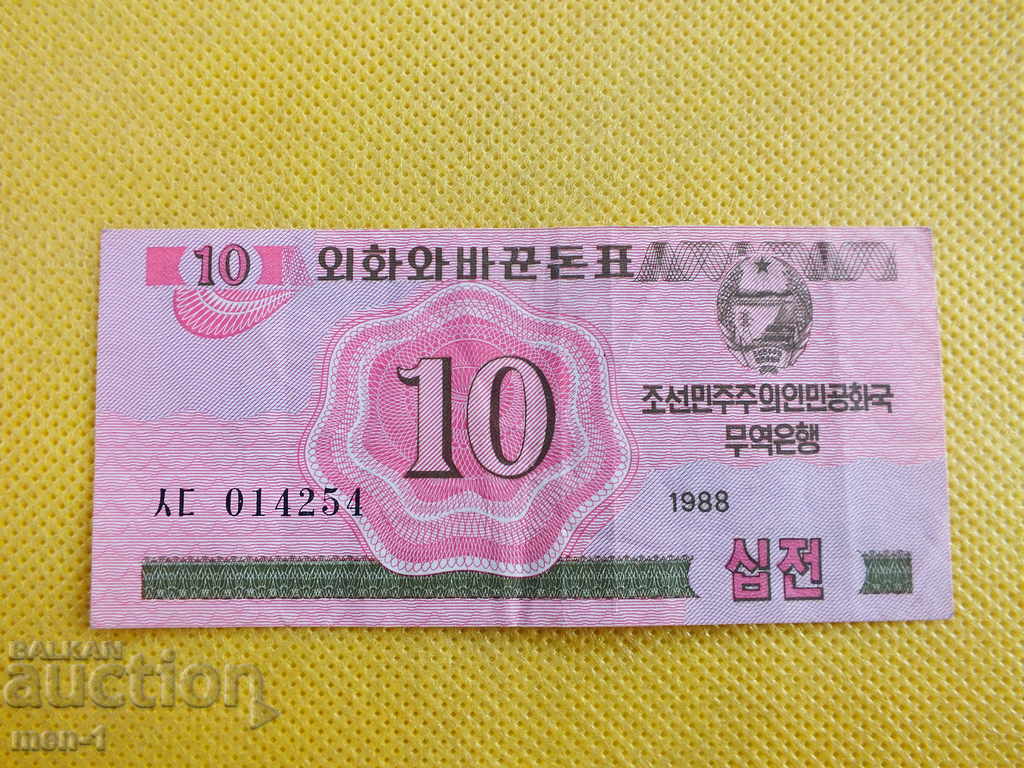 10 외화와바꾼돈표
10
조선민주주의인민공화국
무역은행
ㅅㄷ 014254
1988
십전
BALKAN
auction
men-1